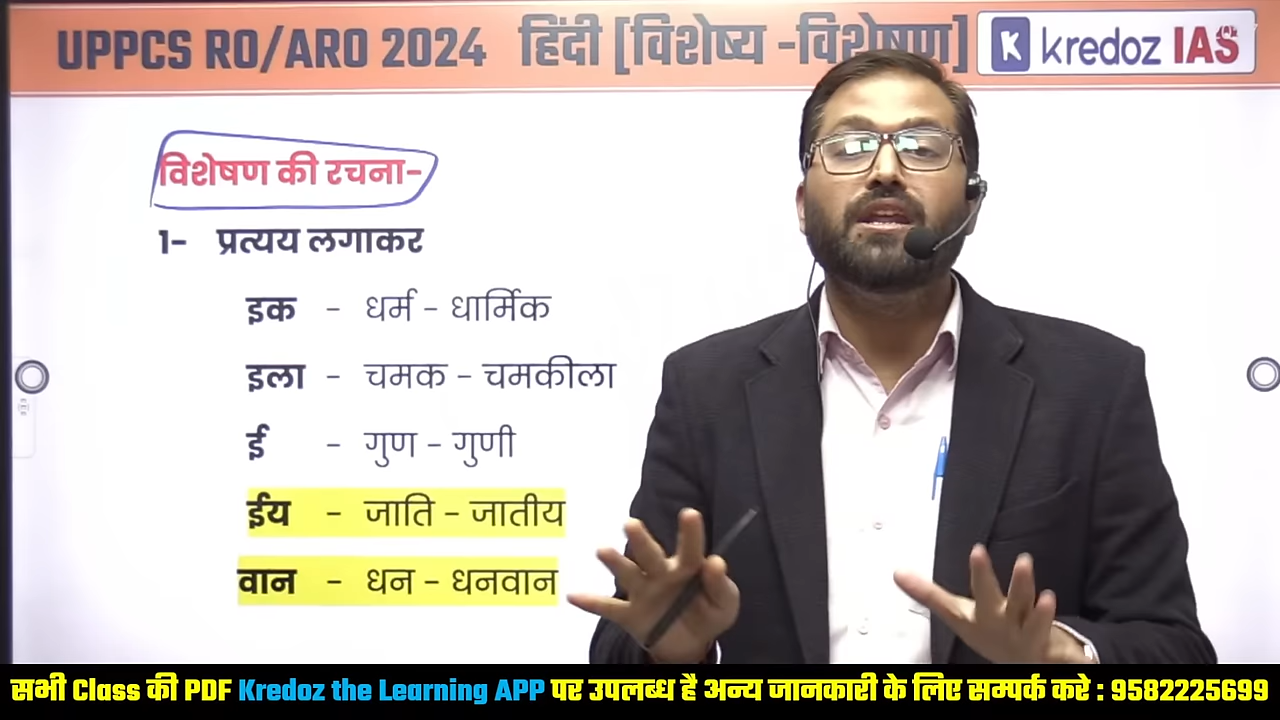 UPPCS RO/ARO 2024 हिंदी [विशेष्य -विशेषण] K kredoz IAS
विशेषण की रचना-
1- प्रत्यय लगाकर
इक - धर्म - धार्मिक
इला - चमक - चमकीला
ई - गुण - गुणी
ईय - जाति - जातीय
वान - धन - धनवान
सभी Class की PDF Kredoz the Learning APP पर उपलब्ध है अन्य जानकारी के लिए सम्पर्क करे : 9582225699